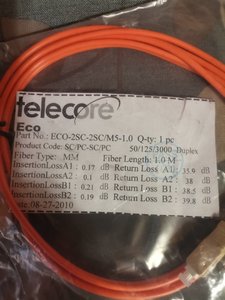 telecore
Eco
Part No.: ECO-2SC-2SC/M5-1.0 Q-ty: 1 pc
Product Code: SC/PC-SC/PC 50/125/3000 Duplex
Fiber Type: MM Fiber Length: 1.0 M
InsertionLossA1: 0.17 dB Return Loss A1: 35.9 dB
InsertionLossA2: 0.1 dB Return Loss A2: 38 dB
InsertionLossB1: 0.21 dB Return Loss B1: 38.5 dB
InsertionLossB2: 0.19 dB Return Loss B2: 39.8 dB
Date:08-27-2010